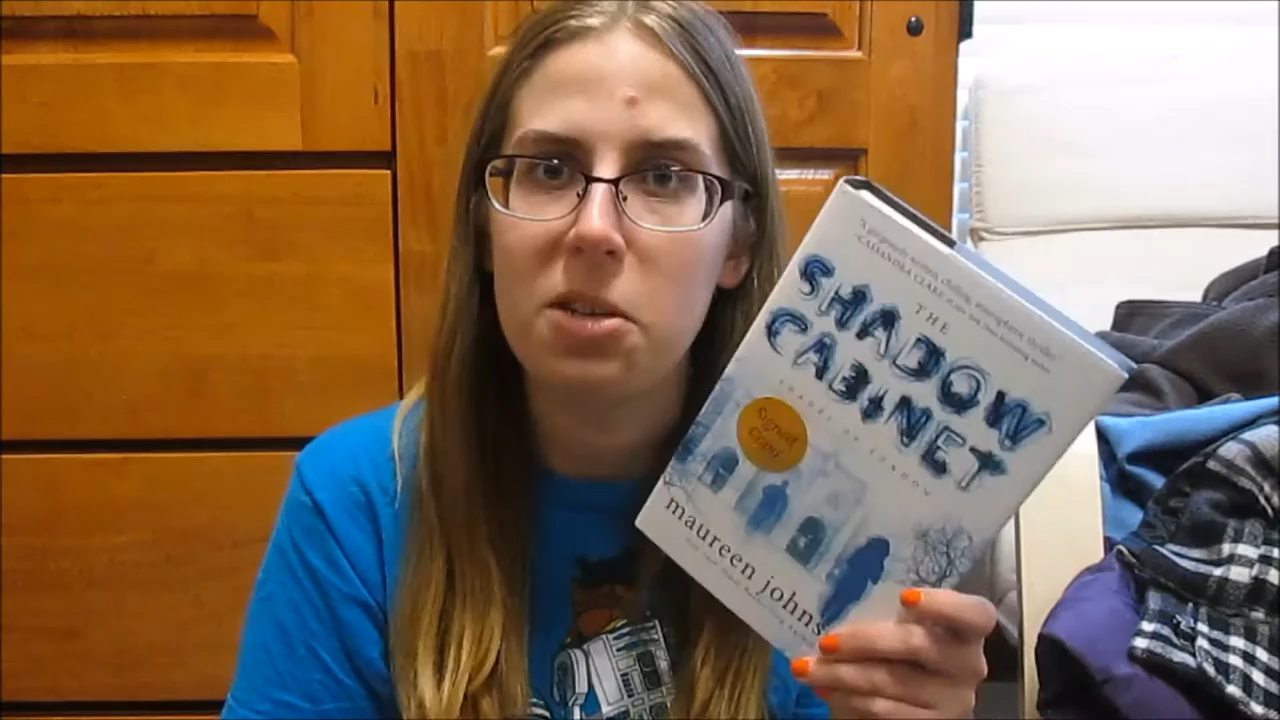 "A gorgeously written, chilling, atmospheric thriller."
—CASSANDRA CLARE
THE
SHADOW
CABINET
SHADES OF LONDON
Signed
Copy
maureen johns